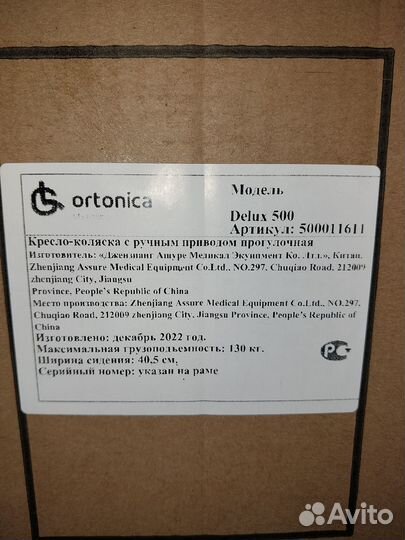 ortonica
Модель
Delux 500
Артикул: 500011611
Кресло-коляска с ручным приводом прогулочная
Изготовитель: «Джензианг Ашуре Медикал Экуипмент Ко. Лтд.», Китай.
Zhenjiang Assure Medical Equipment Co.Ltd., NO.297, Chuqiao Road, 212009
zhenjiang City, Jiangsu
Province, People's Republic of China
Место производства: Zhenjiang Assure Medical Equipment Co.Ltd., NO.297,
Chuqiao Road, 212009 zhenjiang City, Jiangsu Province, People's Republic of
China
Изготовлено: декабрь 2022 год.
Максимальная грузоподъемность: 130 кг.
Ширина сидения: 40.5 см,
Серийный номер: указан на раме
РС
Avito